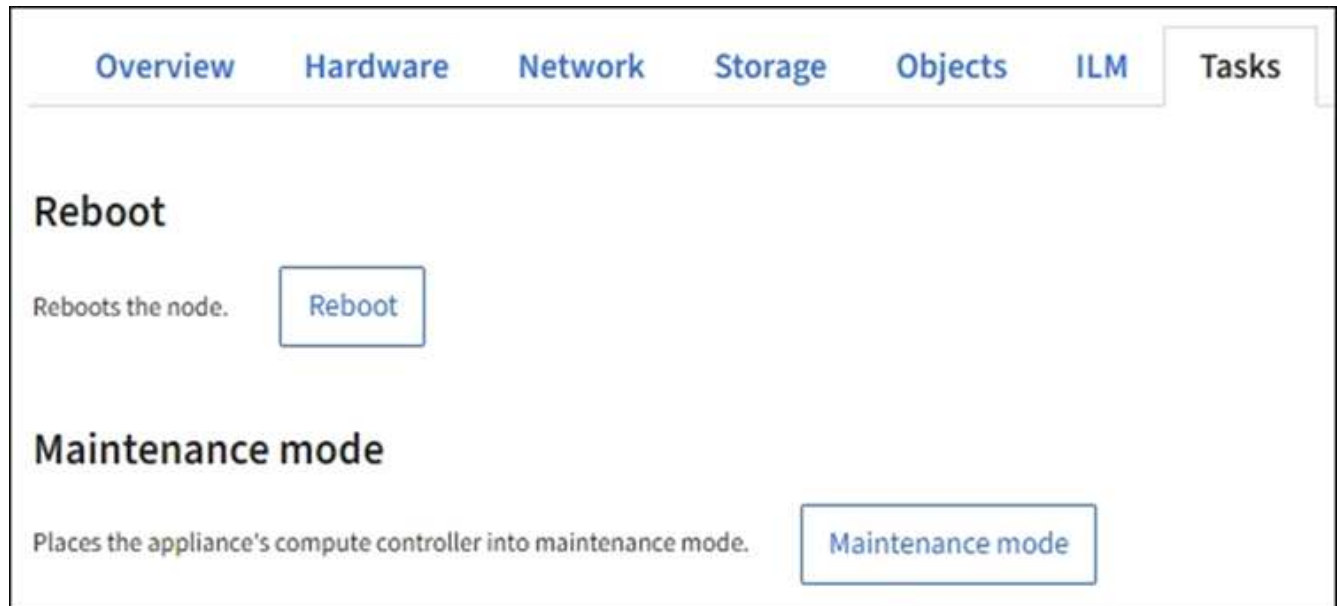 Overview Hardware Network Storage Objects ILM Tasks
Reboot
Reboots the node. Reboot
Maintenance mode
Places the appliance's compute controller into maintenance mode. Maintenance mode